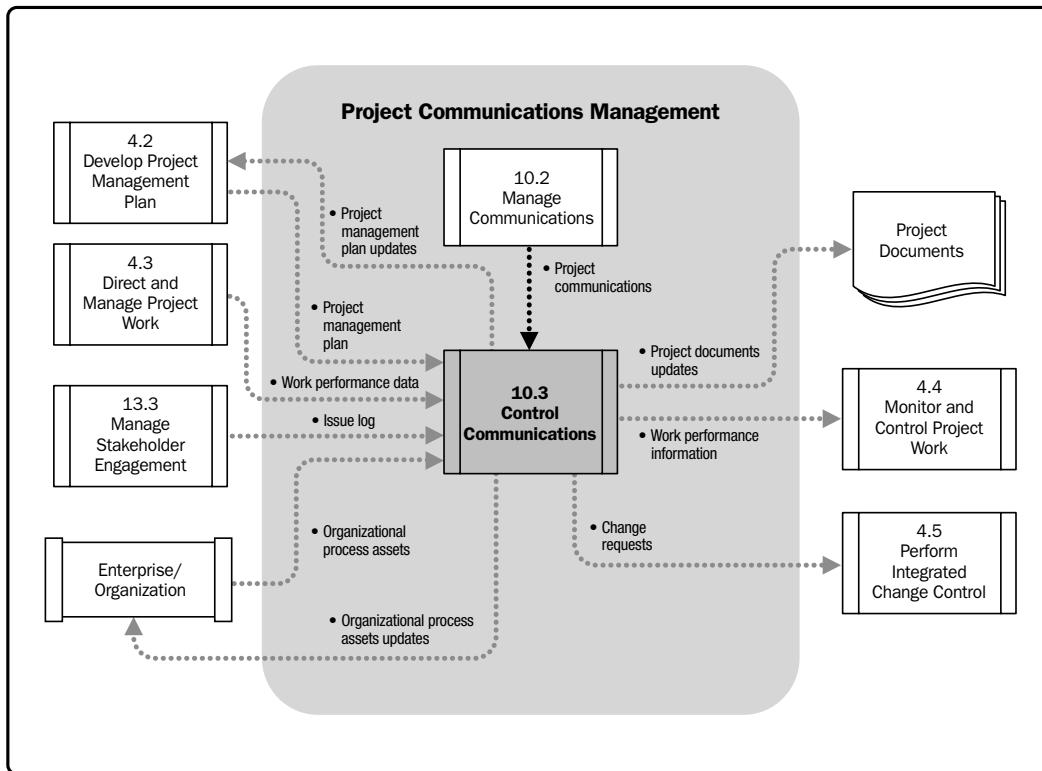 Project Communications Management
4.2
Develop Project
Management
Plan
10.2
Manage
Communications
• Project
management
plan updates
Project
Documents
4.3
Direct and
Manage Project
Work
• Project
communications
• Project
management
plan
• Project documents
updates
• Work performance data
10.3
Control
Communications
4.4
Monitor and
Control Project
Work
13.3
Manage
Stakeholder
Engagement
• Issue log
• Work performance
information
• Organizational
process assets
• Change
requests
4.5
Perform
Integrated
Change Control
Enterprise/
Organization
• Organizational process
assets updates